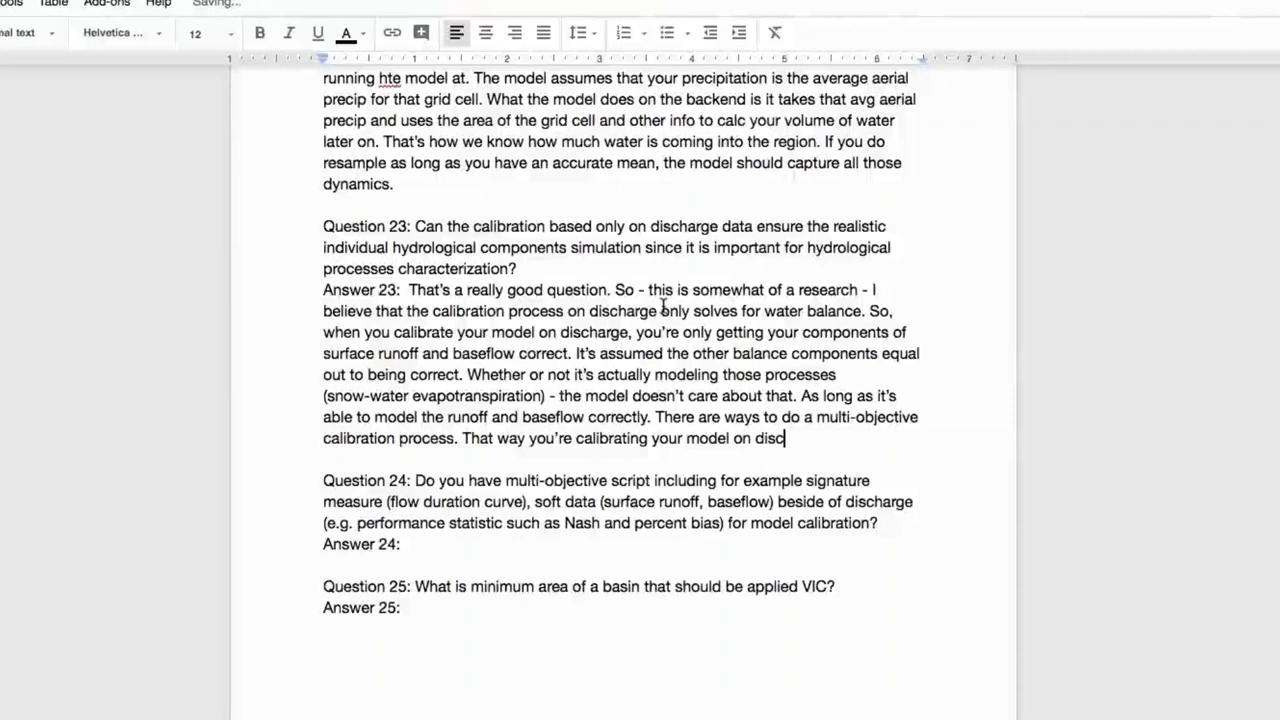 ools Table Add-ons Help Saving...
nal text Helvetica ... 12 B I U A
1 1 2 3 4 5 6 7
running hte model at. The model assumes that your precipitation is the average aerial
precip for that grid cell. What the model does on the backend is it takes that avg aerial
precip and uses the area of the grid cell and other info to calc your volume of water
later on. That's how we know how much water is coming into the region. If you do
resample as long as you have an accurate mean, the model should capture all those
dynamics.
Question 23: Can the calibration based only on discharge data ensure the realistic
individual hydrological components simulation since it is important for hydrological
processes characterization?
Answer 23:  That's a really good question. So - this is somewhat of a research - I
believe that the calibration process on discharge only solves for water balance. So,
when you calibrate your model on discharge, you're only getting your components of
surface runoff and baseflow correct. It's assumed the other balance components equal
out to being correct. Whether or not it's actually modeling those processes
(snow-water evapotranspiration) - the model doesn't care about that. As long as it's
able to model the runoff and baseflow correctly. There are ways to do a multi-objective
calibration process. That way you're calibrating your model on disc
Question 24: Do you have multi-objective script including for example signature
measure (flow duration curve), soft data (surface runoff, baseflow) beside of discharge
(e.g. performance statistic such as Nash and percent bias) for model calibration?
Answer 24:
Question 25: What is minimum area of a basin that should be applied VIC?
Answer 25: